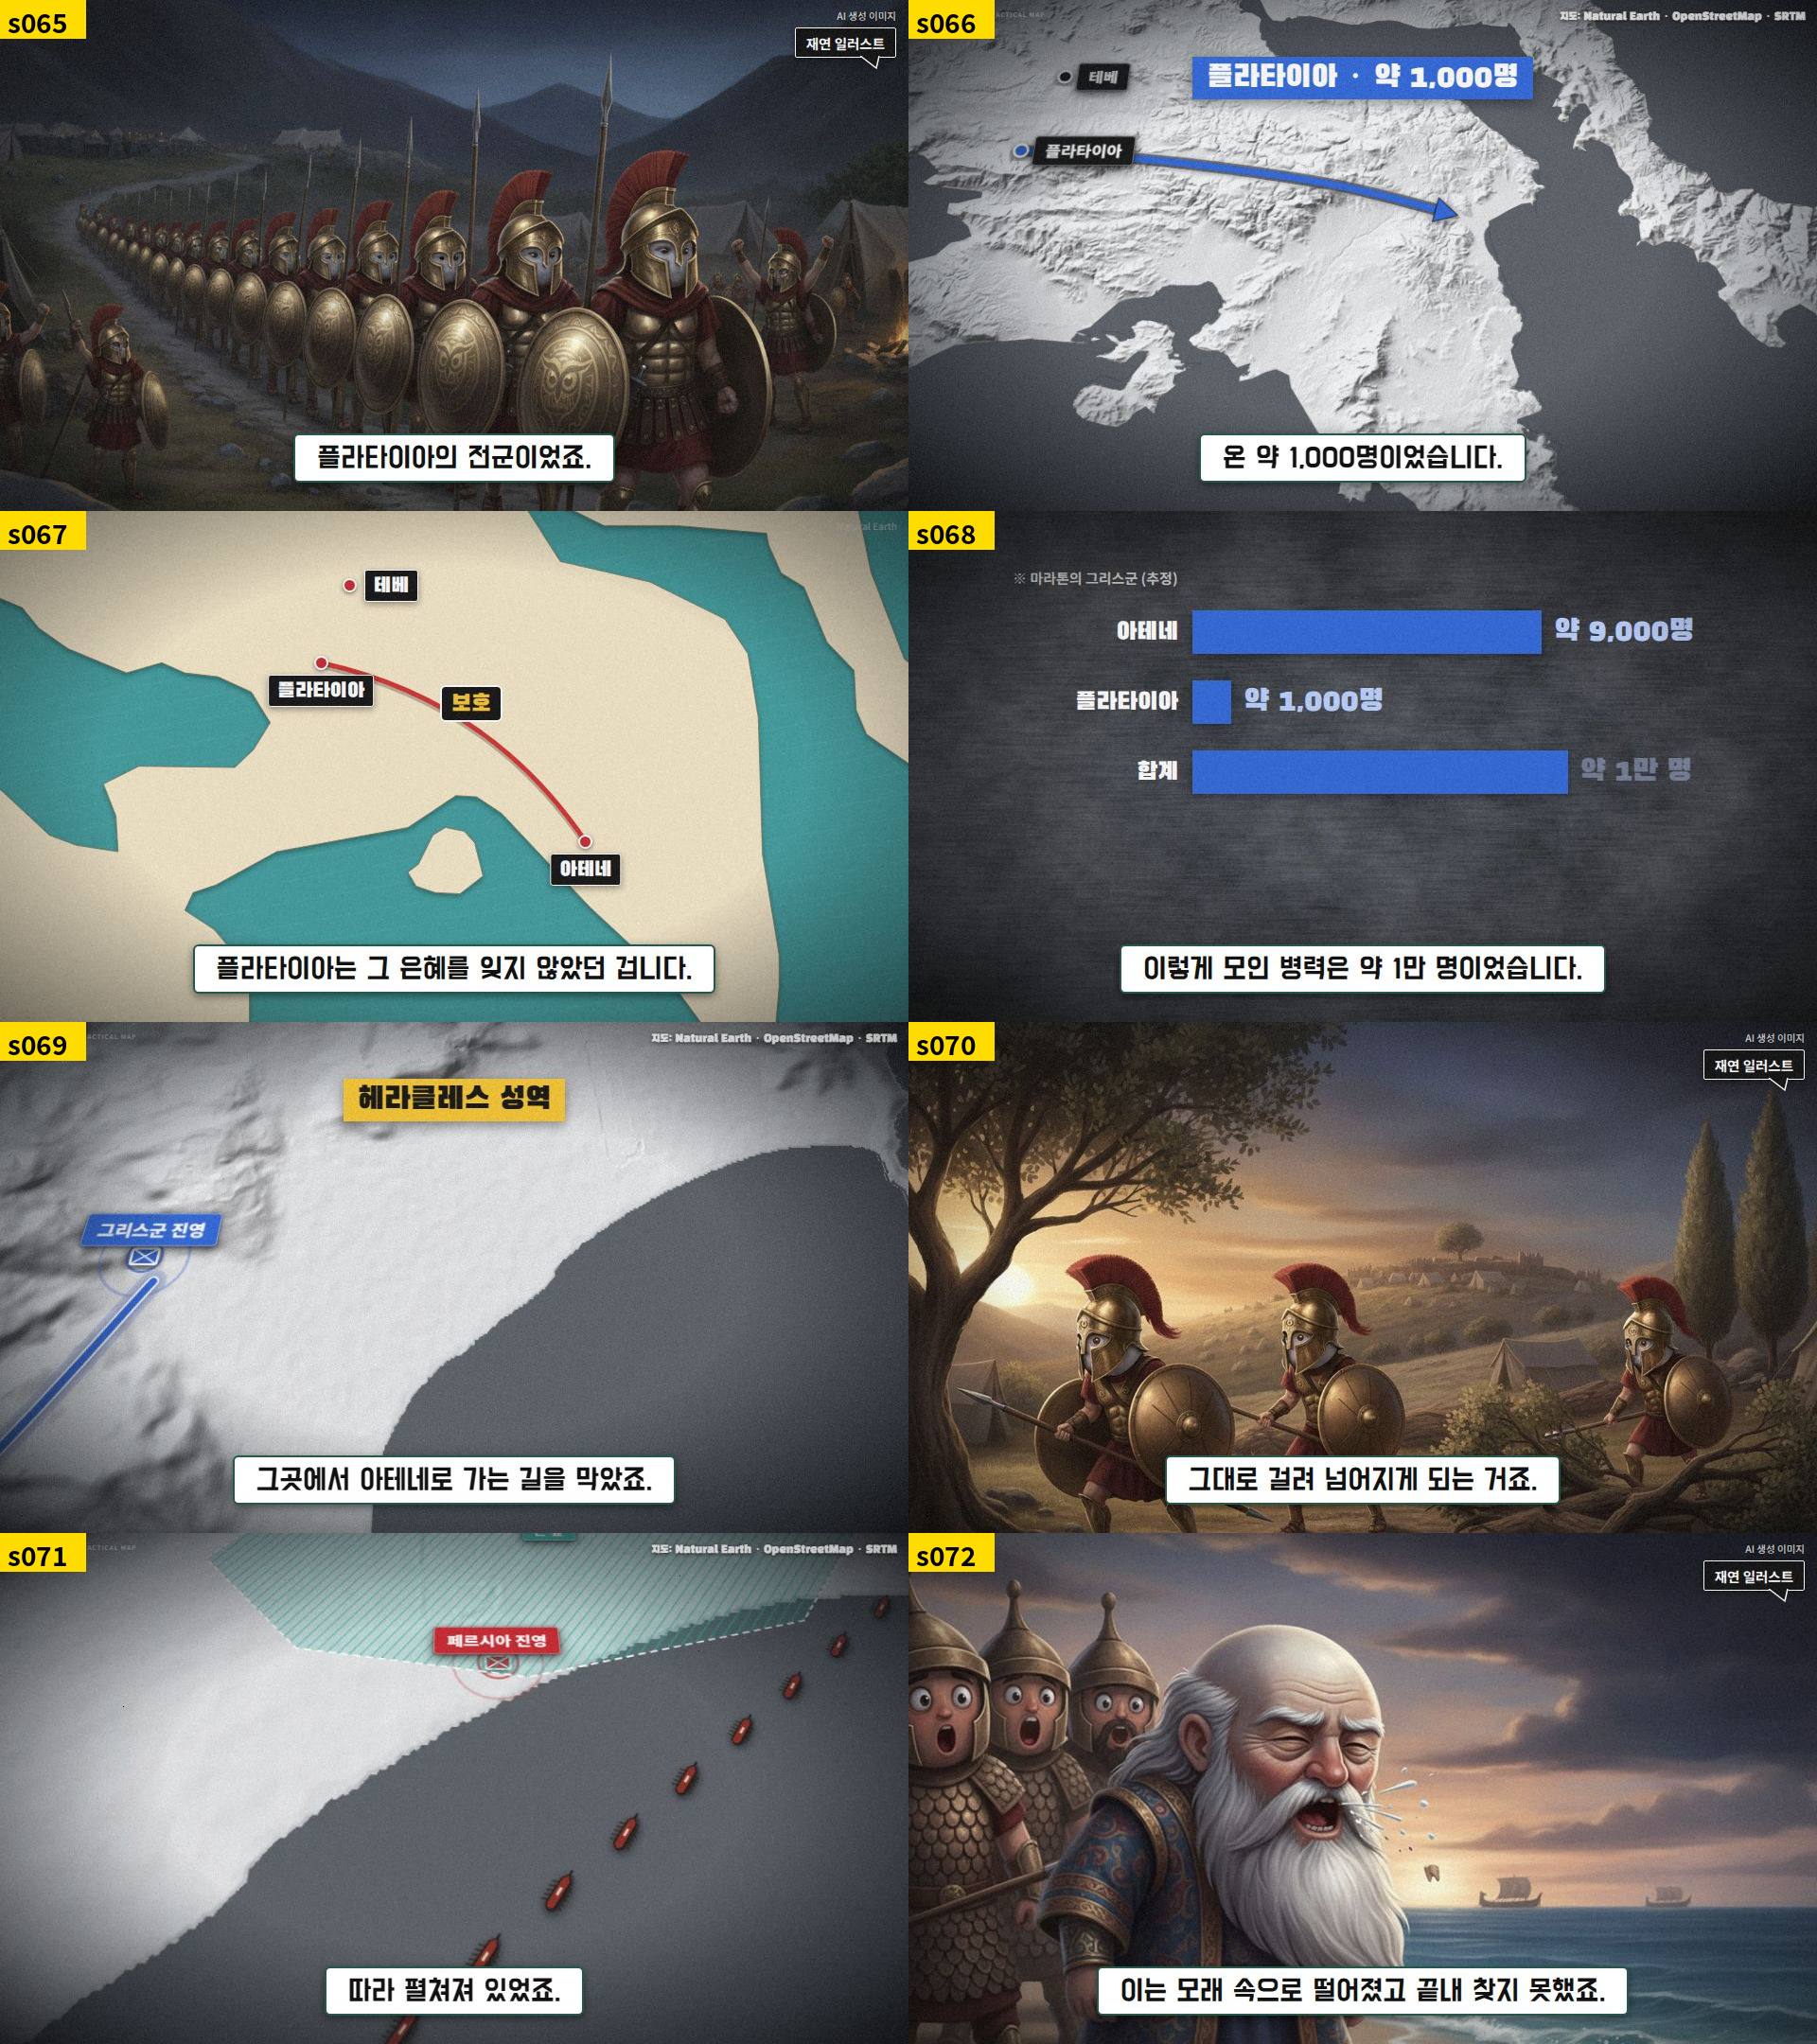 s065
AI 생성 이미지
재연 일러스트
플라타이아의 전군이었죠.
s066
지도: Natural Earth · OpenStreetMap · SRTM
플라타이아 · 약 1,000명
테베
플라타이아
온 약 1,000명이었습니다.
s067
테베
플라타이아
보호
아테네
플라타이아는 그 은혜를 잊지 않았던 겁니다.
s068
※ 마라톤의 그리스군 (추정)
아테네
약 9,000명
플라타이아
약 1,000명
합계
약 1만 명
이렇게 모인 병력은 약 1만 명이었습니다.
s069
ACTICAL MAP
지도: Natural Earth · OpenStreetMap · SRTM
헤라클레스 성역
그리스군 진영
그곳에서 아테네로 가는 길을 막았죠.
s070
AI 생성 이미지
재연 일러스트
그대로 걸려 넘어지게 되는 거죠.
s071
ACTICAL MAP
지도: Natural Earth · OpenStreetMap · SRTM
페르시아 진영
따라 펼쳐져 있었죠.
s072
AI 생성 이미지
재연 일러스트
이는 모래 속으로 떨어졌고 끝내 찾지 못했죠.